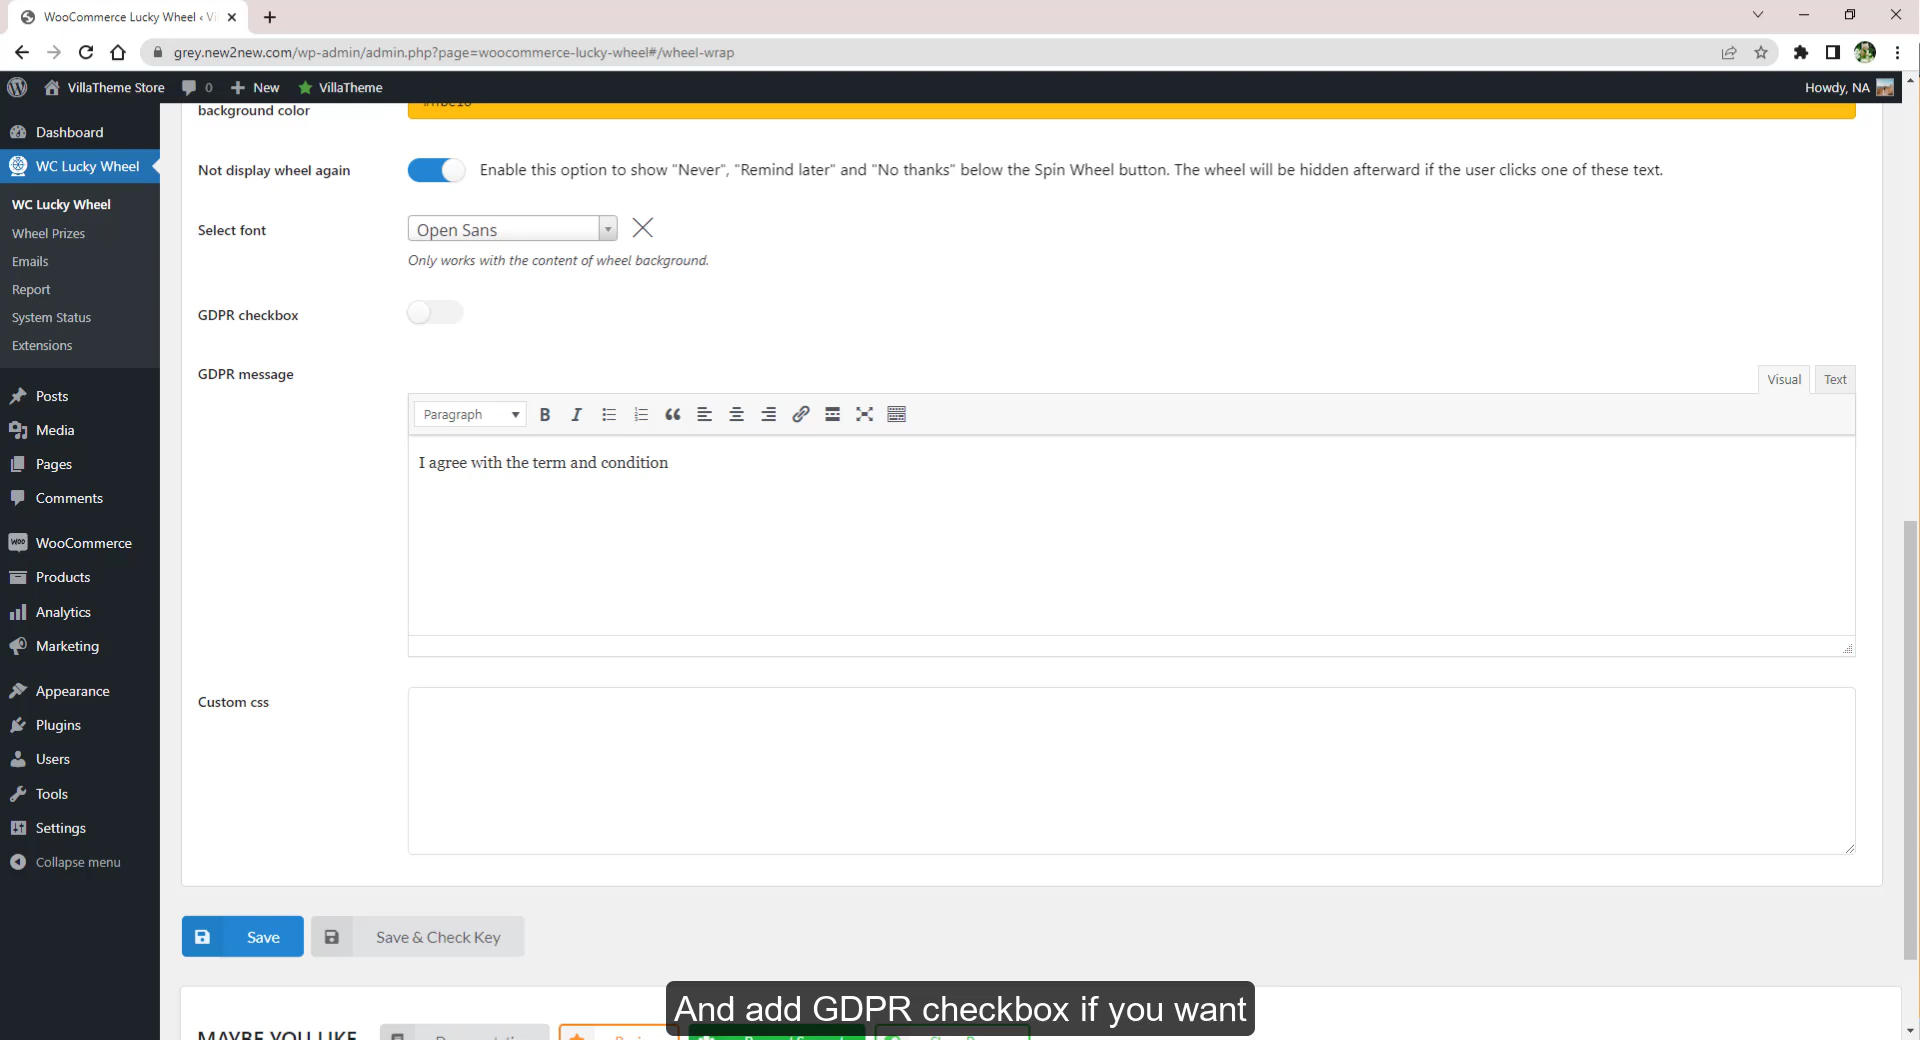 WooCommerce Lucky Wheel ‹ Vi
grey.new2new.com/wp-admin/admin.php?page=woocommerce-lucky-wheel#/wheel-wrap
VillaTheme Store
0
New
VillaTheme
Howdy, NA
Dashboard
WC Lucky Wheel
WC Lucky Wheel
Wheel Prizes
Emails
Report
System Status
Extensions
Posts
Media
Pages
Comments
WooCommerce
Products
Analytics
Marketing
Appearance
Plugins
Users
Tools
Settings
Collapse menu
background color
Not display wheel again
Enable this option to show "Never", "Remind later" and "No thanks" below the Spin Wheel button. The wheel will be hidden afterward if the user clicks one of these text.
Select font
Open Sans
Only works with the content of wheel background.
GDPR checkbox
GDPR message
Visual
Text
Paragraph
I agree with the term and condition
Custom css
Save
Save & Check Key
MAYBE YOU LIKE
And add GDPR checkbox if you want